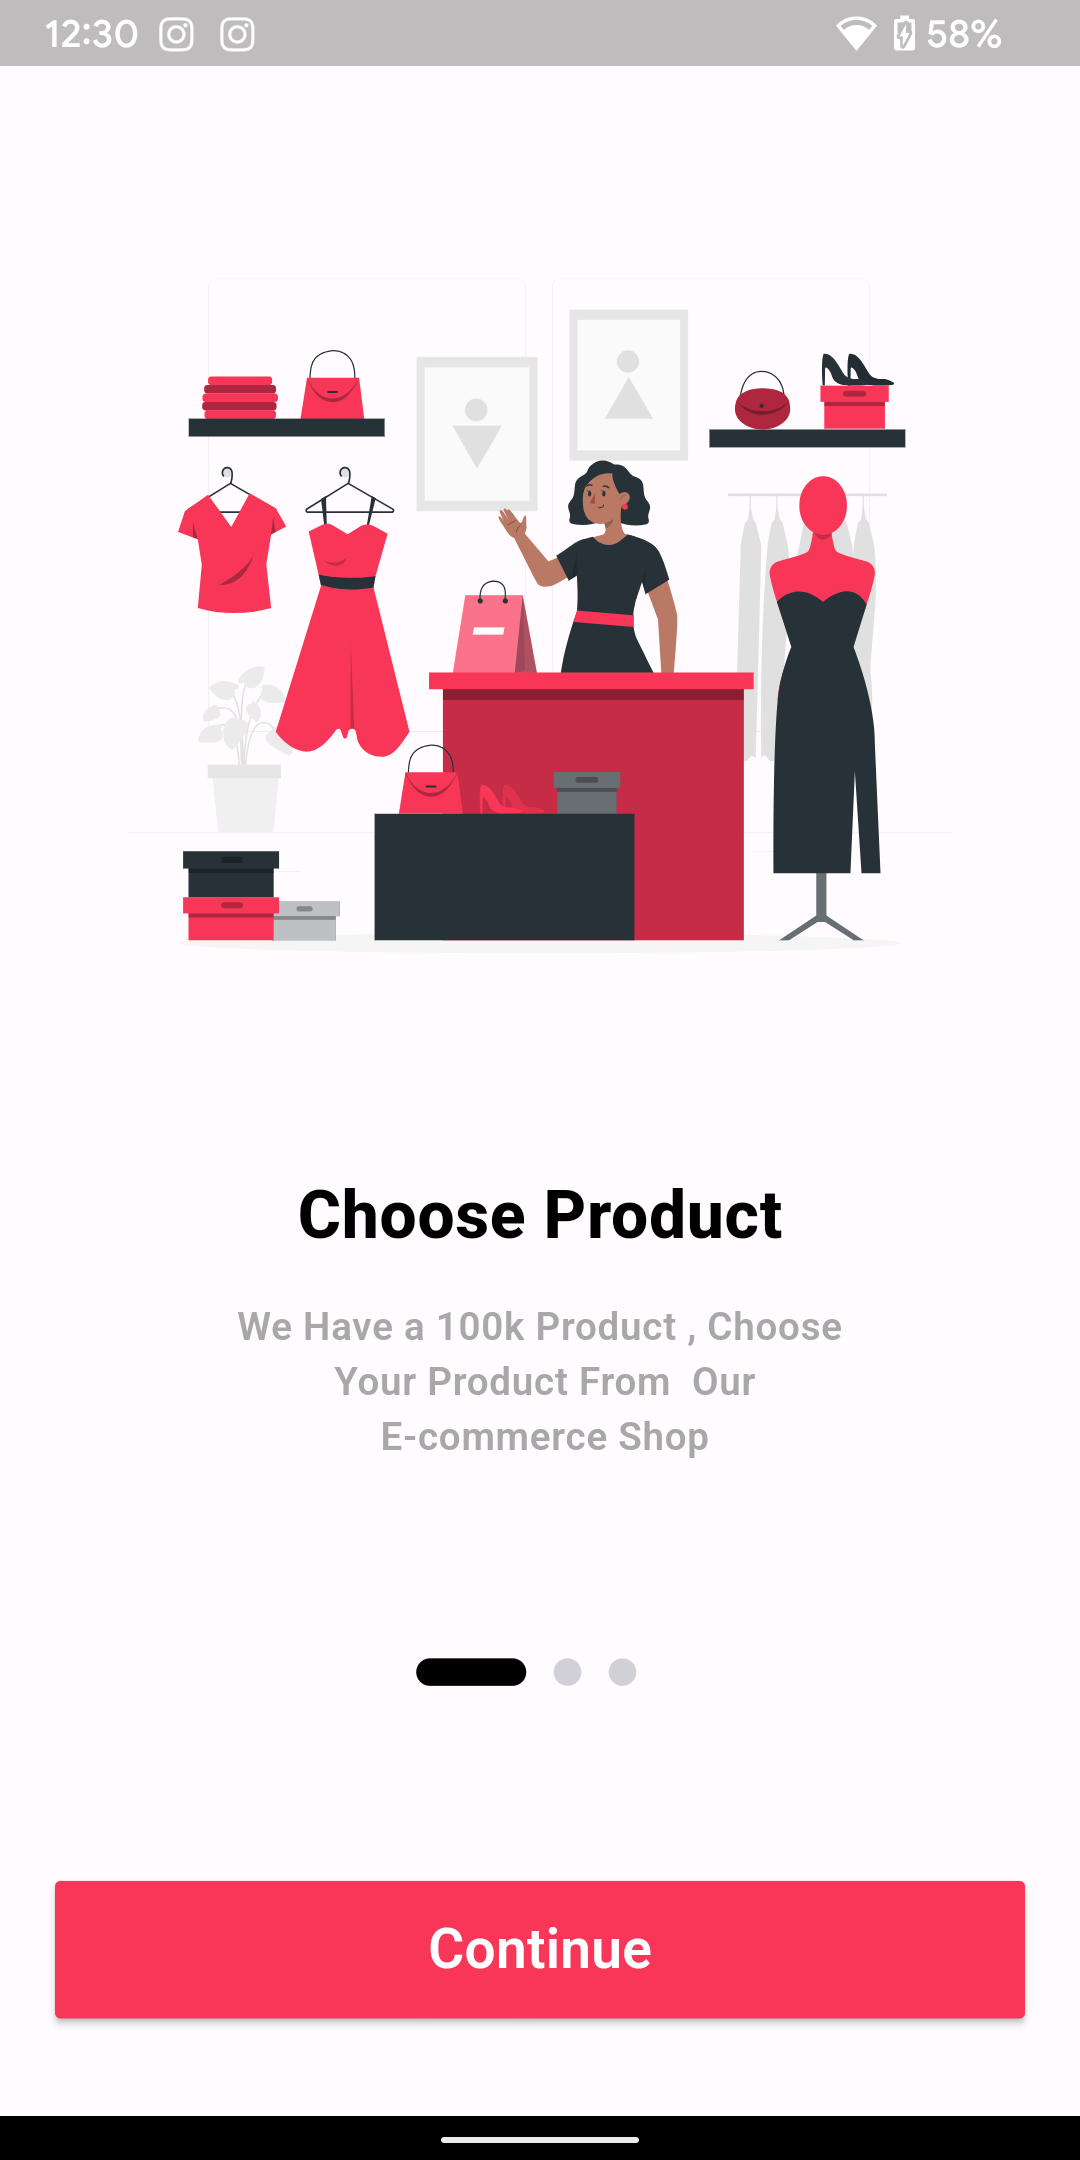 12:30 58%
Choose Product
We Have a 100k Product , Choose
Your Product From  Our
E-commerce Shop
Continue